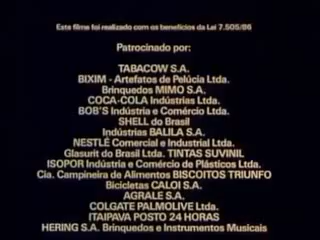 Este filme foi realizado com os benefícios da Lei 7.505/86
Patrocinado por:
TABACOW S.A.
BIXIM - Artefatos de Pelúcia Ltda.
Brinquedos MIMO S.A.
COCA-COLA Indústrias Ltda.
BOB'S Indústria e Comércio Ltda.
SHELL do Brasil
Indústrias BALILA S.A.
NESTLÉ Comercial e Industrial Ltda.
Glasurit do Brasil Ltda. TINTAS SUVINIL
ISOPOR Indústria e Comércio de Plásticos Ltda.
Cia. Campineira de Alimentos BISCOITOS TRIUNFO
Bicicletas CALOI S.A.
AGRALE S.A.
COLGATE PALMOLIVE Ltda.
ITAIPAVA POSTO 24 HORAS
HERING S.A. Brinquedos e Instrumentos Musicais